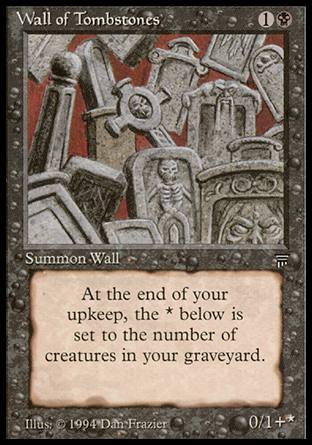 Wall of Tombstones 1
Summon Wall
At the end of your
upkeep, the * below is
set to the number of
creatures in your graveyard.
Illus: © 1994 Dan Frazier 0/1+*